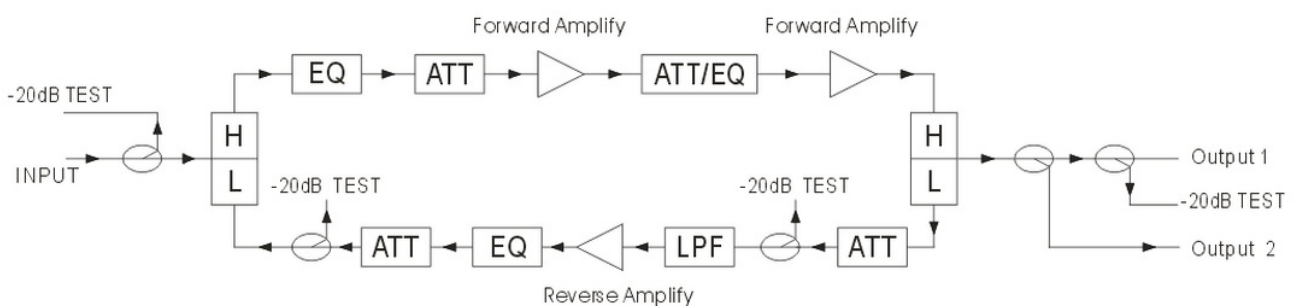 Forward Amplify
Forward Amplify
EQ
ATT
ATT/EQ
-20dB TEST
H
L
INPUT
H
L
Output 1
-20dB TEST
Output 2
-20dB TEST
-20dB TEST
ATT
EQ
LPF
ATT
Reverse Amplify